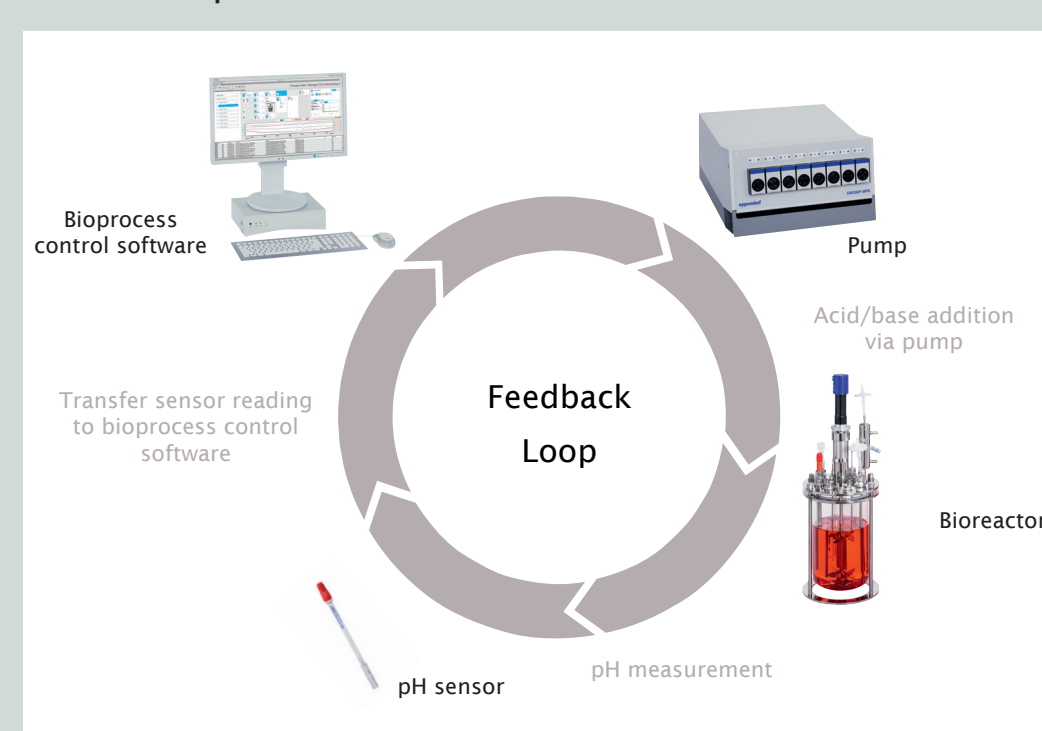 Bioprocess
control software
Pump
Acid/base addition
via pump
Feedback
Loop
Transfer sensor reading
to bioprocess control
software
Bioreactor
pH measurement
pH sensor
eppendorf